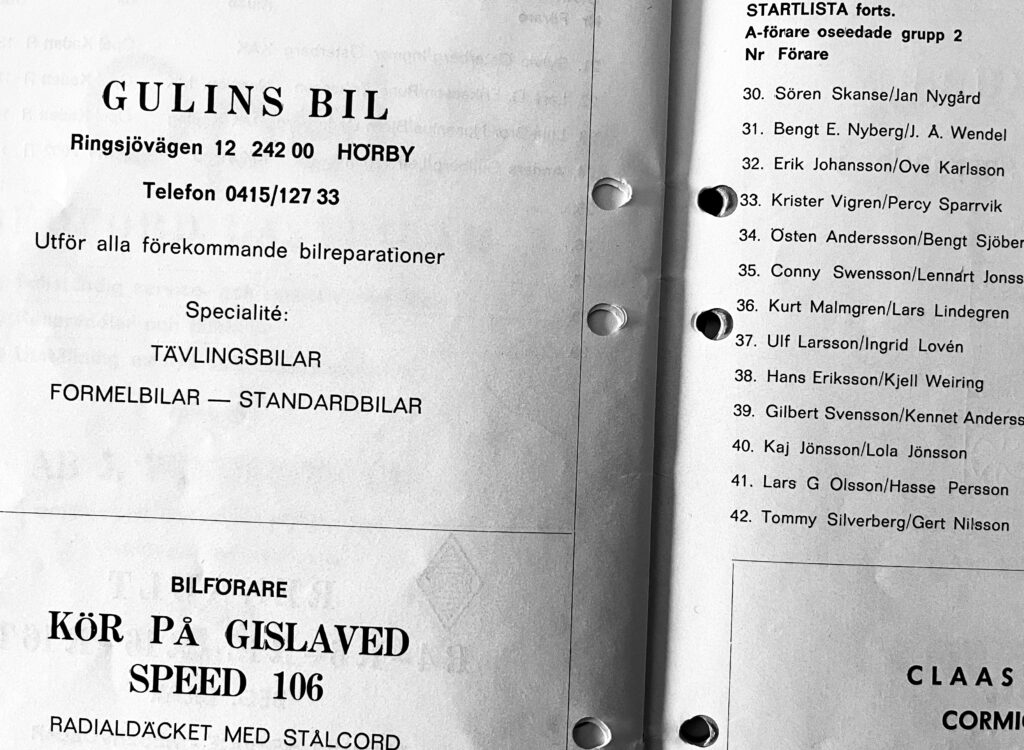 GULINS BIL
Ringsjövägen 12 242 00 HÖRBY
Telefon 0415/127 33
Utför alla förekommande bilreparationer
Specialité:
TÄVLINGSBILAR
FORMELBILAR — STANDARDBILAR
BILFÖRARE
KÖR PÅ GISLAVED
SPEED 106
RADIALDÄCKET MED STÅLCORD
STARTLISTA forts.
A-förare oseedade grupp 2
Nr Förare
30. Sören Skanse/Jan Nygård
31. Bengt E. Nyberg/J. Å. Wendel
32. Erik Johansson/Ove Karlsson
33. Krister Vigren/Percy Sparrvik
34. Östen Anderssson/Bengt Sjöber
35. Conny Swensson/Lennart Jonss
36. Kurt Malmgren/Lars Lindegren
37. Ulf Larsson/Ingrid Lovén
38. Hans Eriksson/Kjell Weiring
39. Gilbert Svensson/Kennet Anderss
40. Kaj Jönsson/Lola Jönsson
41. Lars G Olsson/Hasse Persson
42. Tommy Silverberg/Gert Nilsson
CLAAS
CORMI